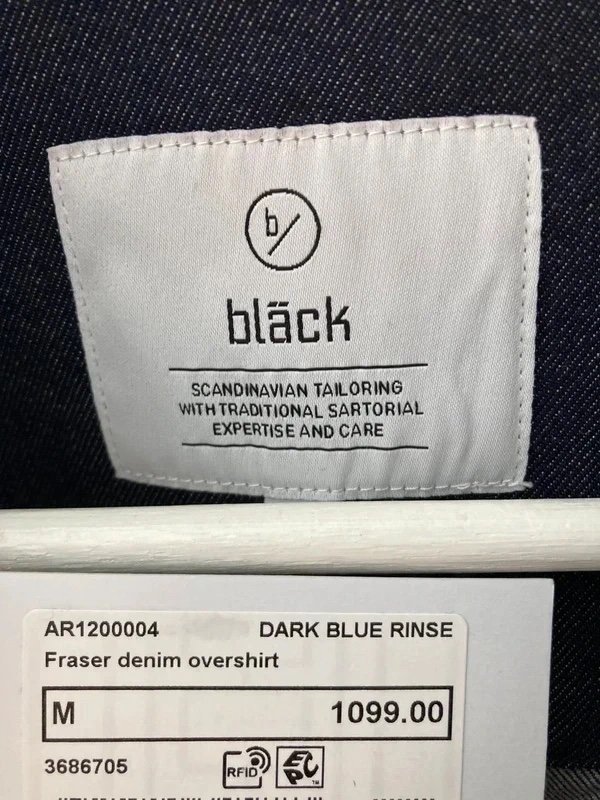 b/
bläck
SCANDINAVIAN TAILORING
WITH TRADITIONAL SARTORIAL
EXPERTISE AND CARE
AR1200004 DARK BLUE RINSE
Fraser denim overshirt
M 1099.00
3686705 RFID EPC™